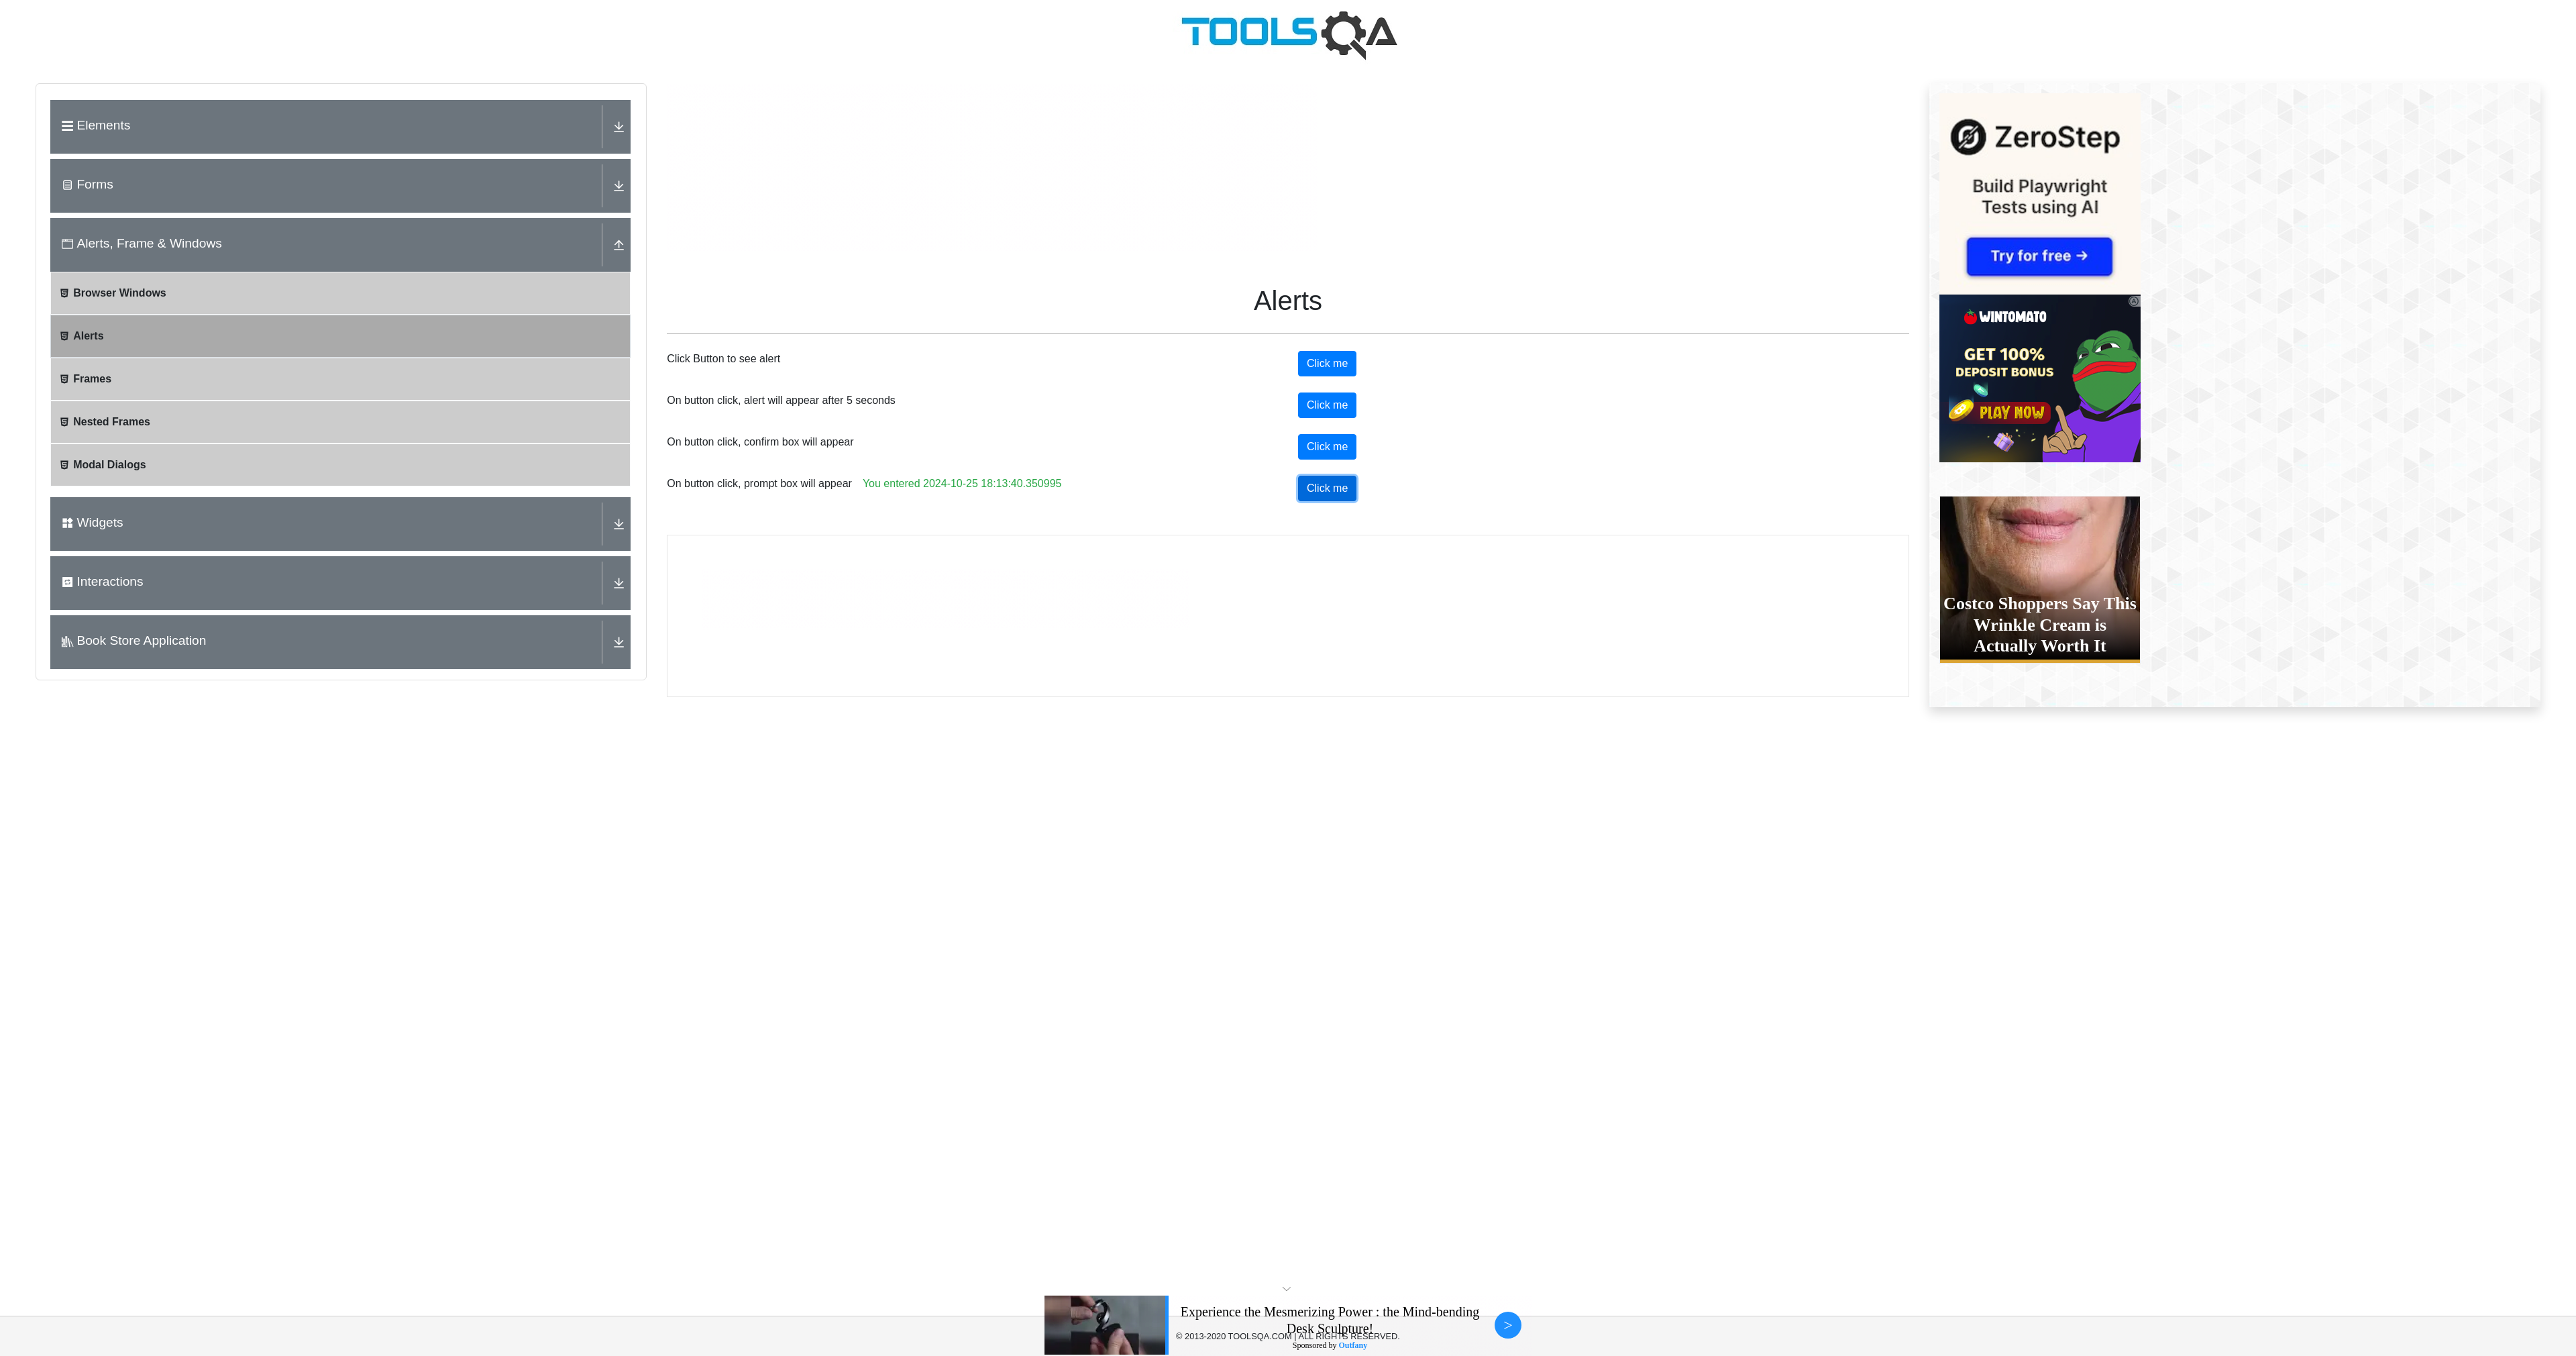 TOOLSQA
Elements
Forms
Alerts, Frame & Windows
Browser Windows
Alerts
Frames
Nested Frames
Modal Dialogs
Widgets
Interactions
Book Store Application
Alerts
Click Button to see alert
Click me
On button click, alert will appear after 5 seconds
Click me
On button click, confirm box will appear
Click me
On button click, prompt box will appear You entered 2024-10-25 18:13:40.350995
Click me
ZeroStep
Build Playwright
Tests using AI
Try for free →
WINTOMATO
GET 100%
DEPOSIT BONUS
PLAY NOW
Costco Shoppers Say This
Wrinkle Cream is
Actually Worth It
Experience the Mesmerizing Power : the Mind-bending
Desk Sculpture!
© 2013-2020 TOOLSQA.COM | ALL RIGHTS RESERVED.
Sponsored by Outfany
>